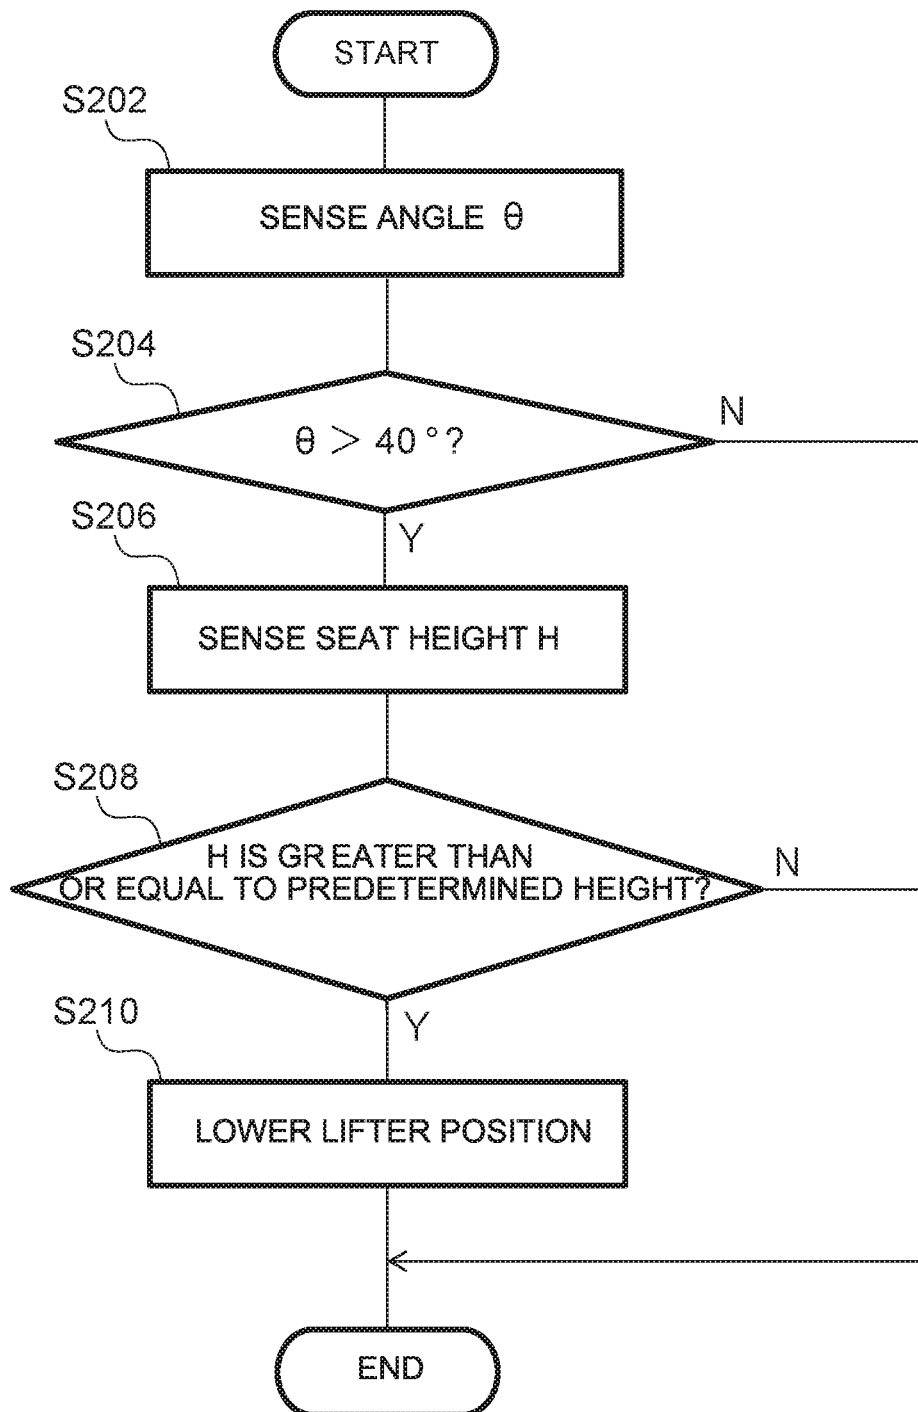 START
S202
SENSE ANGLE θ
S204
θ > 40°?
N
Y
S206
SENSE SEAT HEIGHT H
S208
H IS GREATER THAN
OR EQUAL TO PREDETERMINED HEIGHT?
N
Y
S210
LOWER LIFTER POSITION
END